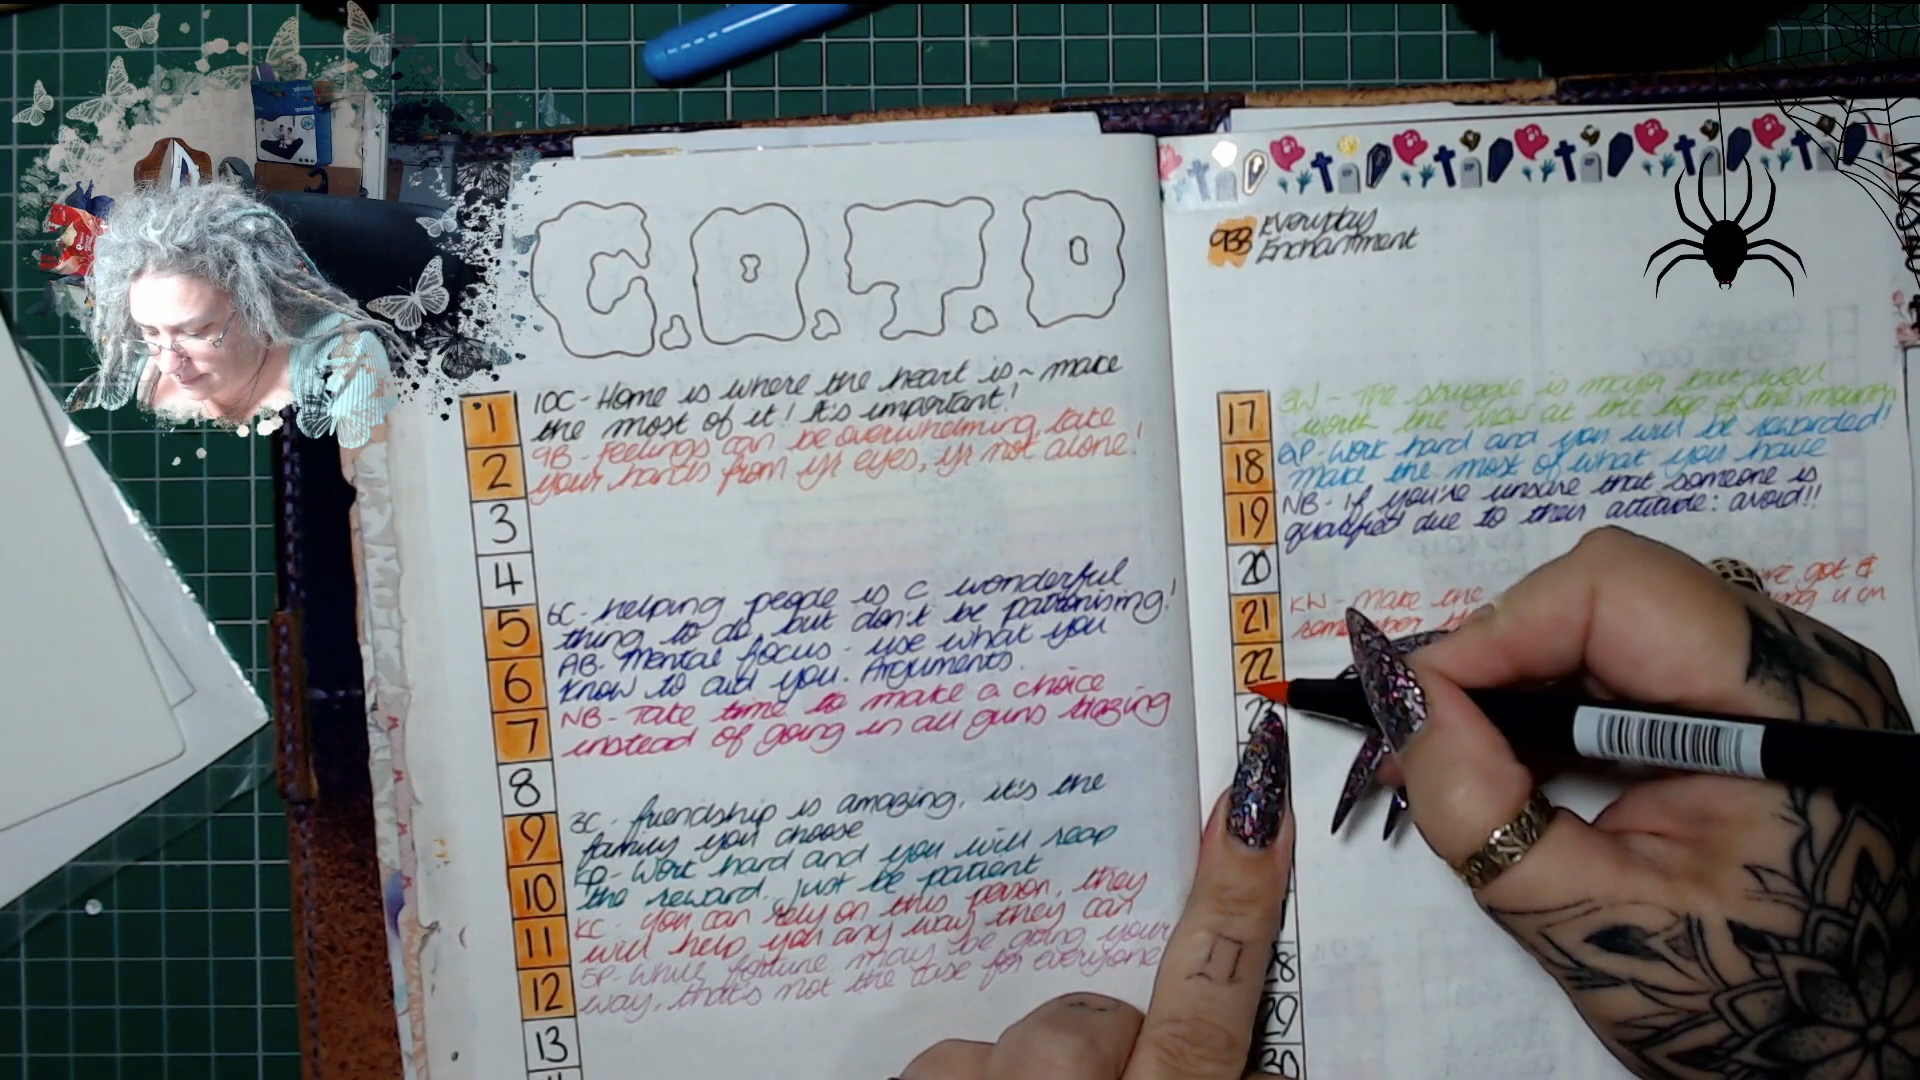 C.O.T.D
1
10C - Home is where the heart is ~ make
the most of it! It's important!
2
9B - Feelings can be overwhelming, take
your hands from yr eyes, yr not alone!
3
4
5
6C - Helping people is a wonderful
thing to do but don't be patronising!
6
AB - Mental focus - use what you
know to aid you. Arguments.
7
NB - Take time to make a choice
instead of going in all guns blazing
8
9
3C - friendship is amazing, it's the
family you choose
10
Work hard and you will reap
the reward, just be patient
11
KC - you can rely on this person, they
will help you any way they can
12
5P - While fortune may be going your
way, that's not the case for everyone
13
933 Everyday
Enchantment
17
3W - The struggle is major but you
worth the view at the top of the
18
QP - Work hard and you will be rewarded!
make the most of what you have
19
NB - If you're unsure that someone is
qualified due to their attitude: avoid!!
20
21
KN - Make the got &
remember
22
23
29
30